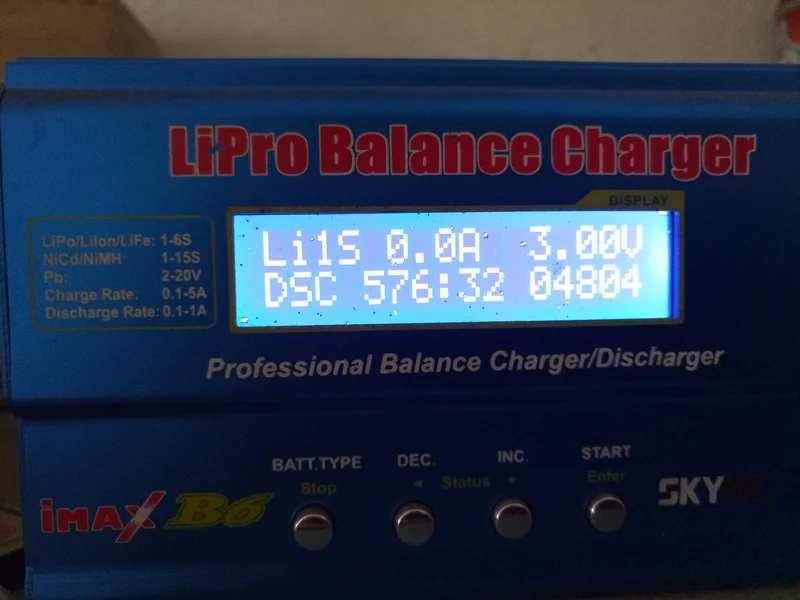 LiPro Balance Charger
DISPLAY
LiPo/LiIon/LiFe: 1-6S
NiCd/NiMH: 1-15S
Pb: 2-20V
Charge Rate. 0.1-5A
Discharge Rate: 0.1-1A
Li1S 0.0A 3.00V
DSC 576:32 04804
Professional Balance Charger/Discharger
BATT.TYPE DEC. INC. START
Stop ◄ Status ► Enter
iMAX B6
SKY